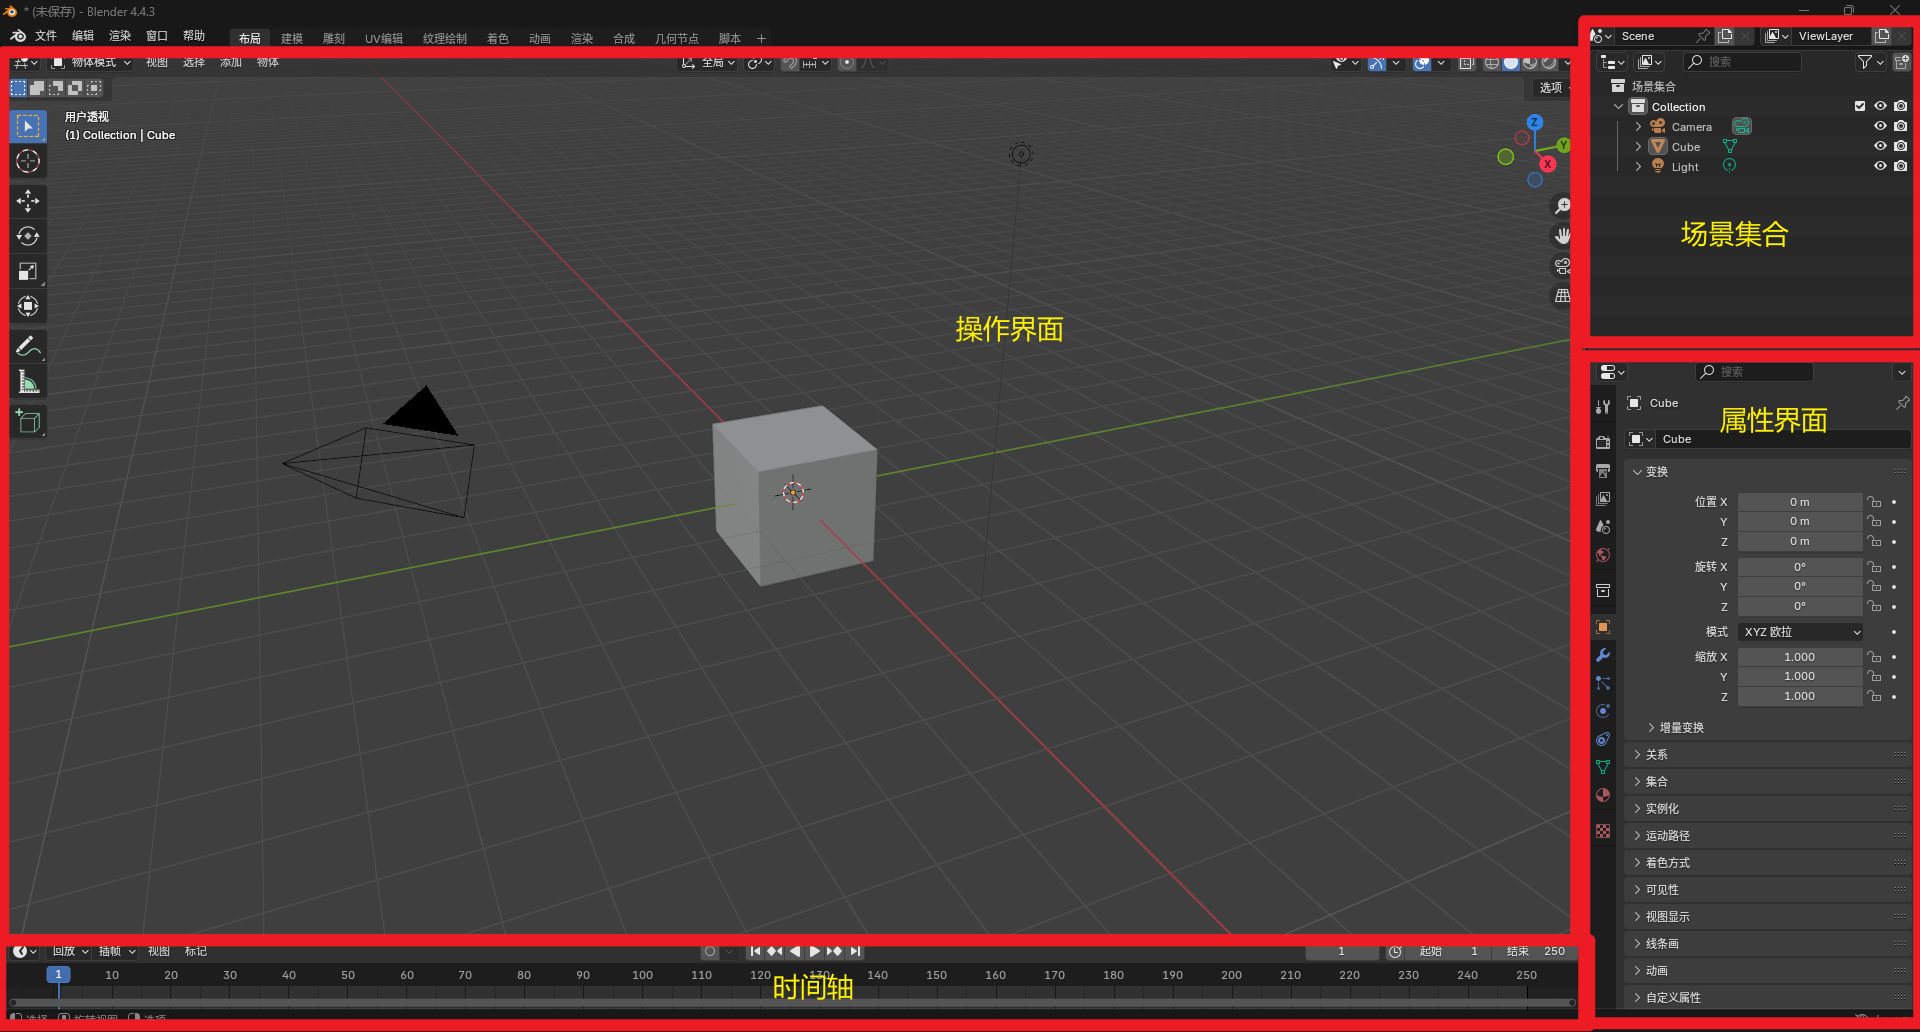 * (未保存) - Blender 4.4.3
文件 编辑 渲染 窗口 帮助 布局 建模 雕刻 UV编辑 纹理绘制 着色 动画 渲染 合成 几何节点 脚本 +
Scene ViewLayer
物体模式 视图 选择 添加 物体 全局
搜索
选项
用户透视
(1) Collection | Cube
Z
Y
X
场景集合
Collection
Camera
Cube
Light
场景集合
操作界面
搜索
Cube
属性界面
Cube
变换
位置 X 0 m
Y 0 m
Z 0 m
旋转 X 0°
Y 0°
Z 0°
模式 XYZ 欧拉
缩放 X 1.000
Y 1.000
Z 1.000
增量变换
关系
集合
实例化
运动路径
着色方式
可见性
视图显示
线条画
动画
自定义属性
回放 插帧 视图 标记 1 起始 1 结束 250
1 10 20 30 40 50 60 70 80 90 100 110 120 130 140 150 160 170 180 190 200 210 220 230 240 250
时间轴
选择 旋转视图 选项